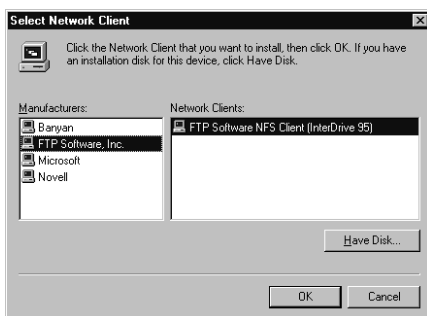 Select Network Client
Click the Network Client that you want to install, then click OK. If you have
an installation disk for this device, click Have Disk.
Manufacturers:
Banyan
FTP Software, Inc.
Microsoft
Novell
Network Clients:
FTP Software NFS Client (InterDrive 95)
Have Disk...
OK
Cancel